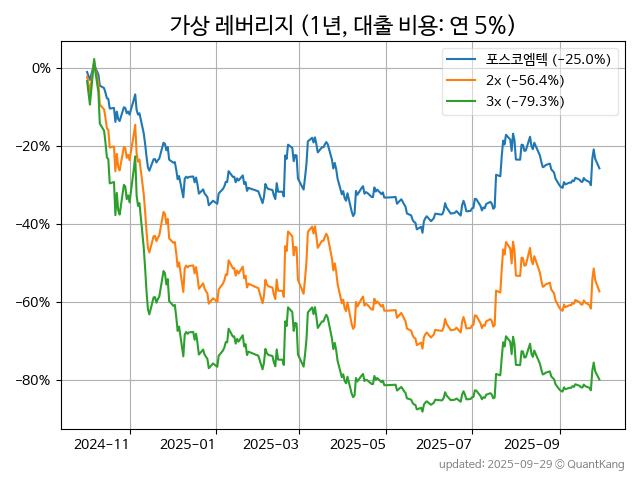 가상 레버리지 (1년, 대출 비용: 연 5%)
포스코엠텍 (−25.0%)
2x (−56.4%)
3x (−79.3%)
0%
−20%
−40%
−60%
−80%
2024-11 2025-01 2025-03 2025-05 2025-07 2025-09
updated: 2025-09-29 © QuantKang